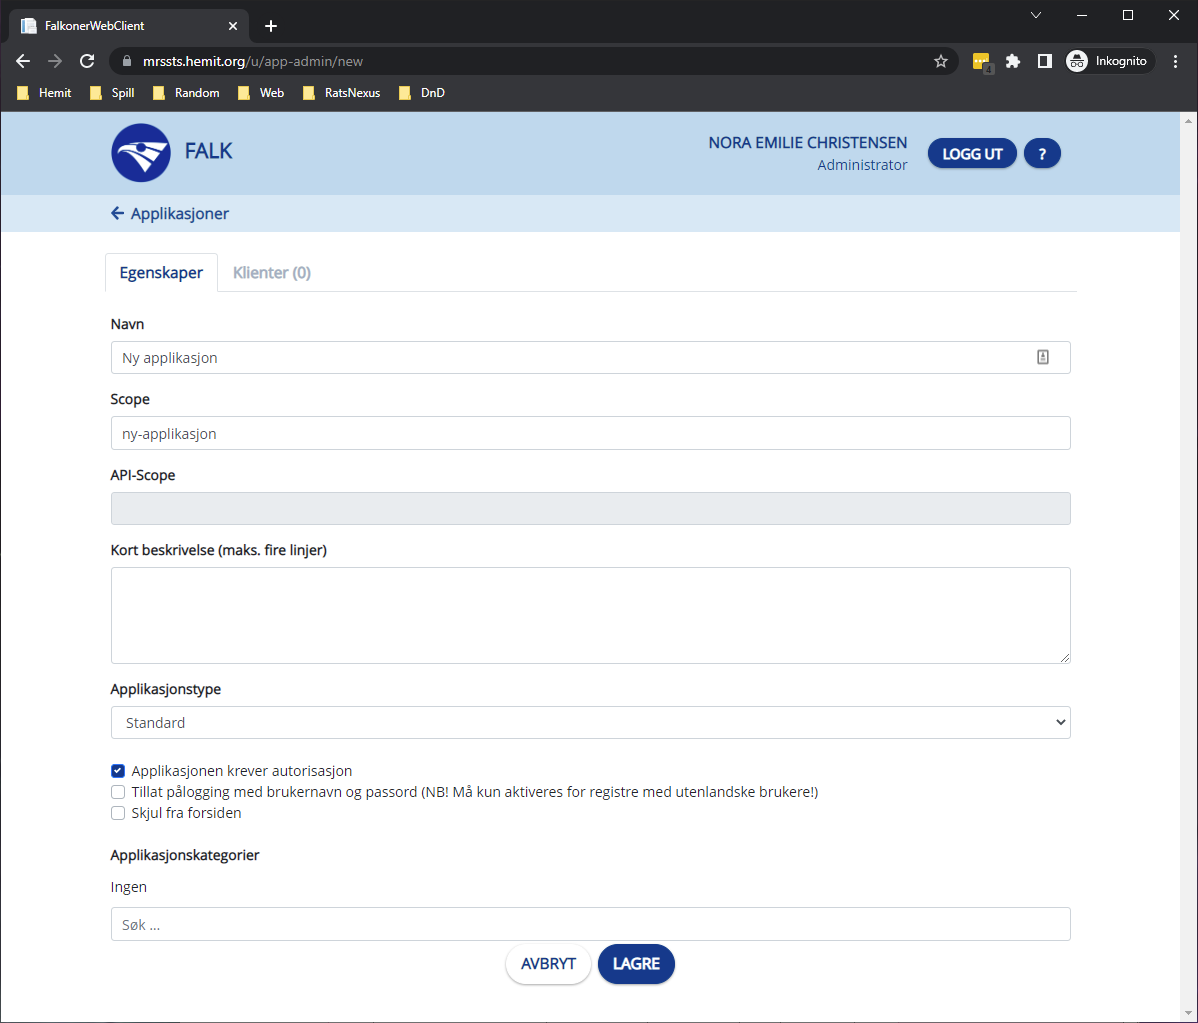 FalkonerWebClient
mrssts.hemit.org/u/app-admin/new
4
Inkognito
Hemit
Spill
Random
Web
RatsNexus
DnD
FALK
NORA EMILIE CHRISTENSEN
Administrator
LOGG UT
?
Applikasjoner
Egenskaper
Klienter (0)
Navn
Ny applikasjon
Scope
ny-applikasjon
API-Scope
Kort beskrivelse (maks. fire linjer)
Applikasjonstype
Standard
Applikasjonen krever autorisasjon
Tillat pålogging med brukernavn og passord (NB! Må kun aktiveres for registre med utenlandske brukere!)
Skjul fra forsiden
Applikasjonskategorier
Ingen
Søk ...
AVBRYT
LAGRE